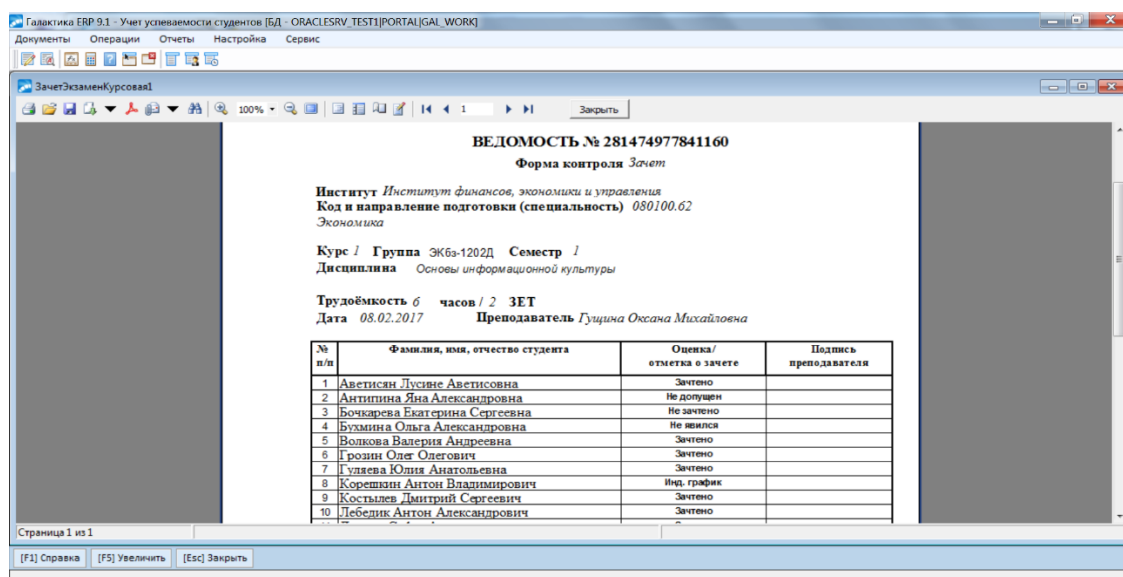 Галактика ERP 9.1 - Учет успеваемости студентов [БД - ORACLESRV_TEST1|PORTAL|GAL_WORK]
Документы Операции Отчеты Настройка Сервис
ЗачетЭкзаменКурсовая1
100% 1 Закрыть
ВЕДОМОСТЬ № 281474977841160
Форма контроля Зачет
Институт Институт финансов, экономики и управления
Код и направление подготовки (специальность) 080100.62
Экономика
Курс 1 Группа ЭКбз-1202Д Семестр 1
Дисциплина Основы информационной культуры
Трудоёмкость 6 часов / 2 ЗЕТ
Дата 08.02.2017 Преподаватель Гущина Оксана Михайловна
№ Фамилия, имя, отчество студента Оценка/ Подпись
п/п отметка о зачете преподавателя
1 Аветисян Лусине Аветисовна Зачтено
2 Антипина Яна Александровна Не допущен
3 Бочкарева Екатерина Сергеевна Не зачтено
4 Бухмина Ольга Александровна Не явился
5 Волкова Валерия Андреевна Зачтено
6 Грозин Олег Олегович Зачтено
7 Гуляева Юлия Анатольевна Зачтено
8 Корешкин Антон Владимирович Инд. график
9 Костылев Дмитрий Сергеевич Зачтено
10 Лебедик Антон Александрович Зачтено
Страница 1 из 1
[F1] Справка [F5] Увеличить [Esc] Закрыть